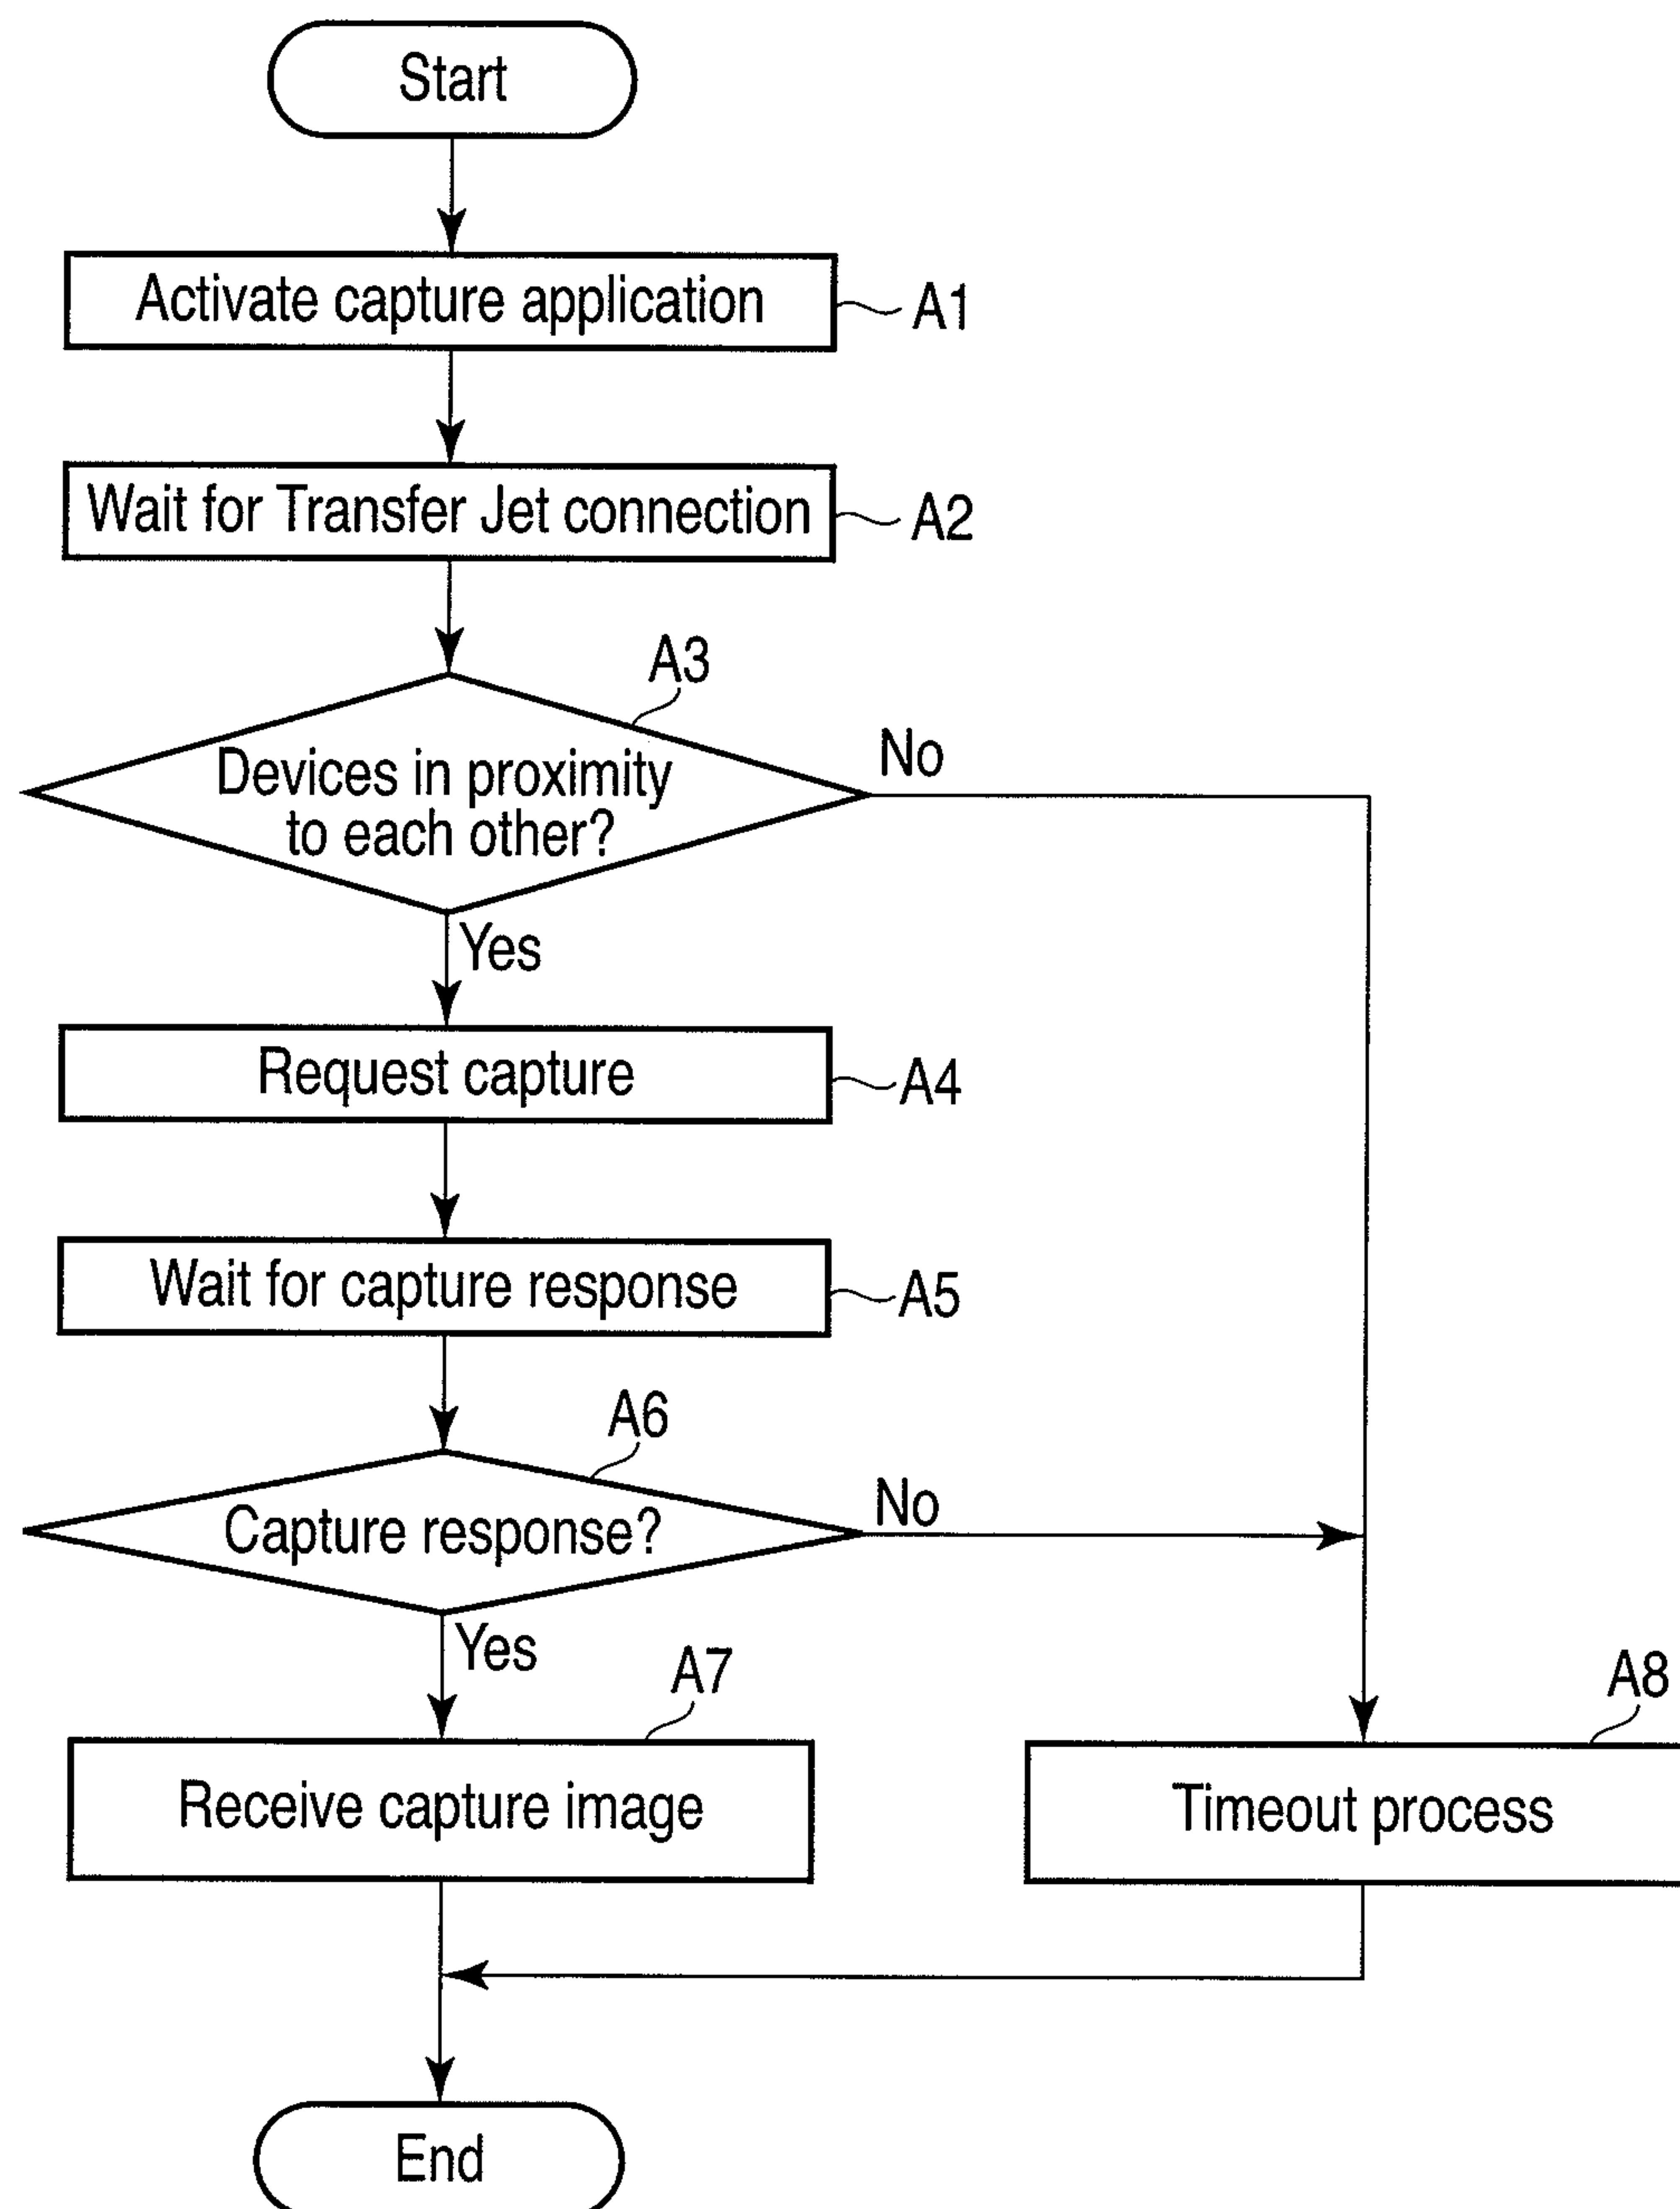 Start
Activate capture application
A1
Wait for Transfer Jet connection
A2
A3
Devices in proximity
to each other?
No
Yes
Request capture
A4
Wait for capture response
A5
A6
Capture response?
No
Yes
A7
Receive capture image
A8
Timeout process
End